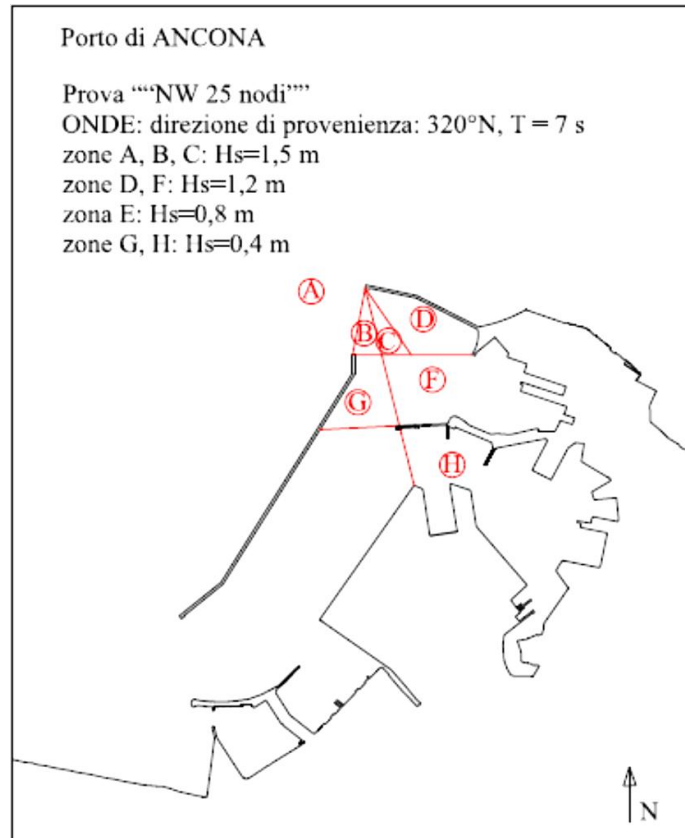 Porto di ANCONA
Prova ""NW 25 nodi""
ONDE: direzione di provenienza: 320°N, T = 7 s
zone A, B, C: Hs=1,5 m
zone D, F: Hs=1,2 m
zona E: Hs=0,8 m
zone G, H: Hs=0,4 m
A
D
B
C
F
G
H
N